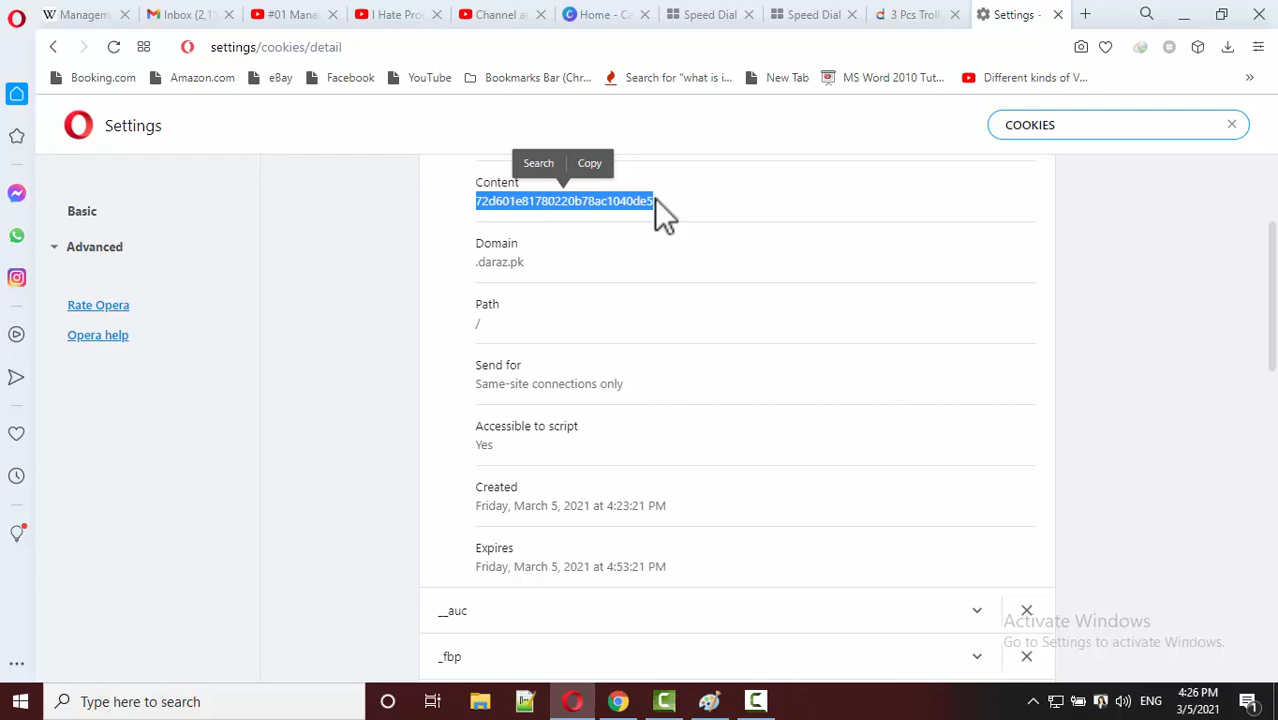 Managem
Inbox (2,1
#01 Mana
I Hate Proc
Channel an
Home - Ca
Speed Dial
Speed Dial
3 Pcs Troll
Settings -
settings/cookies/detail
Booking.com
Amazon.com
eBay
Facebook
YouTube
Bookmarks Bar (Chr...
Search for "what is i...
New Tab
MS Word 2010 Tut...
Different kinds of V...
Settings
COOKIES
Search
Copy
Content
72d601e81780220b78ac1040de5
Basic
Domain
.daraz.pk
Advanced
Path
/
Rate Opera
Opera help
Send for
Same-site connections only
Accessible to script
Yes
Created
Friday, March 5, 2021 at 4:23:21 PM
Expires
Friday, March 5, 2021 at 4:53:21 PM
__auc
_fbp
Activate Windows
Go to Settings to activate Windows.
Type here to search
ENG
4:26 PM
3/5/2021
1